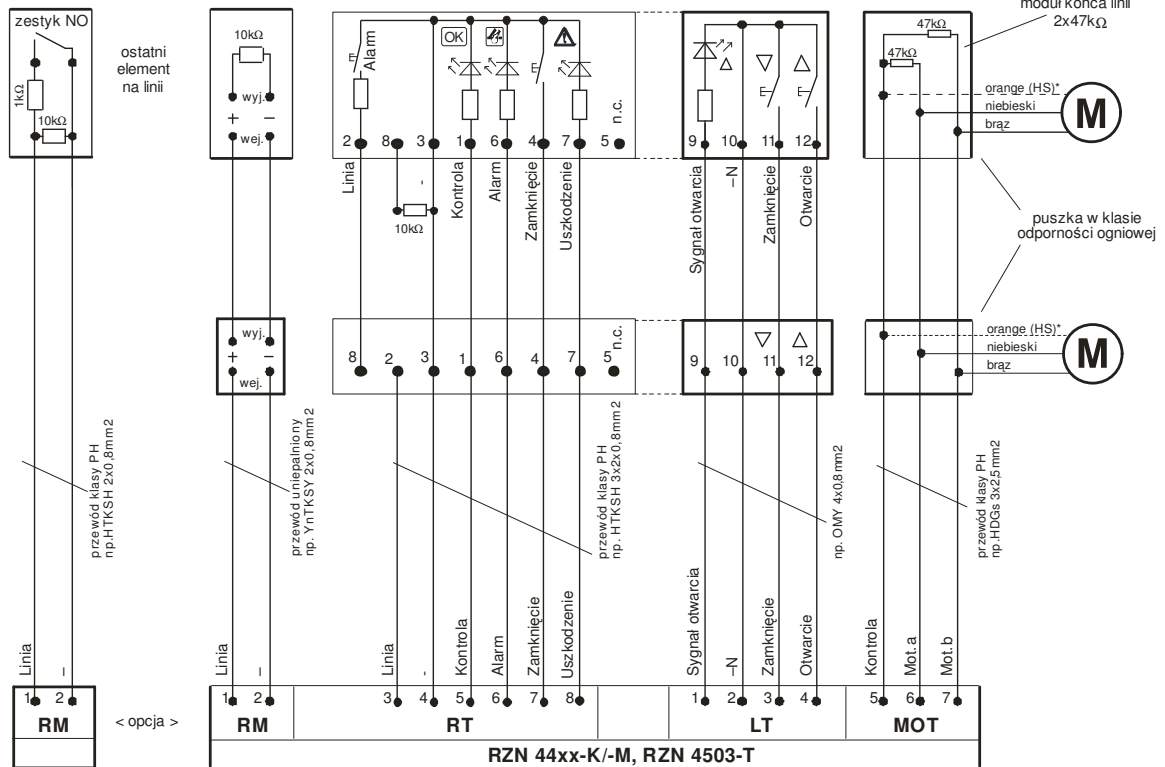 zestyk NO
1kΩ
10kΩ
ostatni
element
na linii
10kΩ
wyj.
+ –
wej.
Alarm
OK
2 8 3 1 6 4 7 5
n.c.
Linia
-
Kontrola
Alarm
Zamknięcie
Uszkodzenie
10kΩ
9 10 11 12
Sygnał otwarcia
–N
Zamknięcie
Otwarcie
moduł końca linii
2x47kΩ
47kΩ
47kΩ
orange (HS)*
niebieski
brąz
M
puszka w klasie
odporności ogniowej
wyj.
+ –
wej.
8 2 3 1 6 4 7 5
n.c.
9 10 11 12
orange (HS)*
niebieski
brąz
M
przewód klasy PH
np.HTKSH 2x0,8mm2
przewód uniepalniony
np. YnTKSY 2x0,8mm2
przewód klasy PH
np. HTKSH 3x2x0,8mm2
np. OMY 4x0,8mm2
przewód klasy PH
np.HDGs 3x2,5mm2
Linia
–
Linia
–
Linia
-
Kontrola
Alarm
Zamknięcie
Uszkodzenie
Sygnał otwarcia
–N
Zamknięcie
Otwarcie
Kontrola
Mot.a
Mot.b
1 2
RM
< opcja >
1 2
RM
3 4 5 6 7 8
RT
1 2 3 4
LT
5 6 7
MOT
RZN 44xx-K/-M, RZN 4503-T